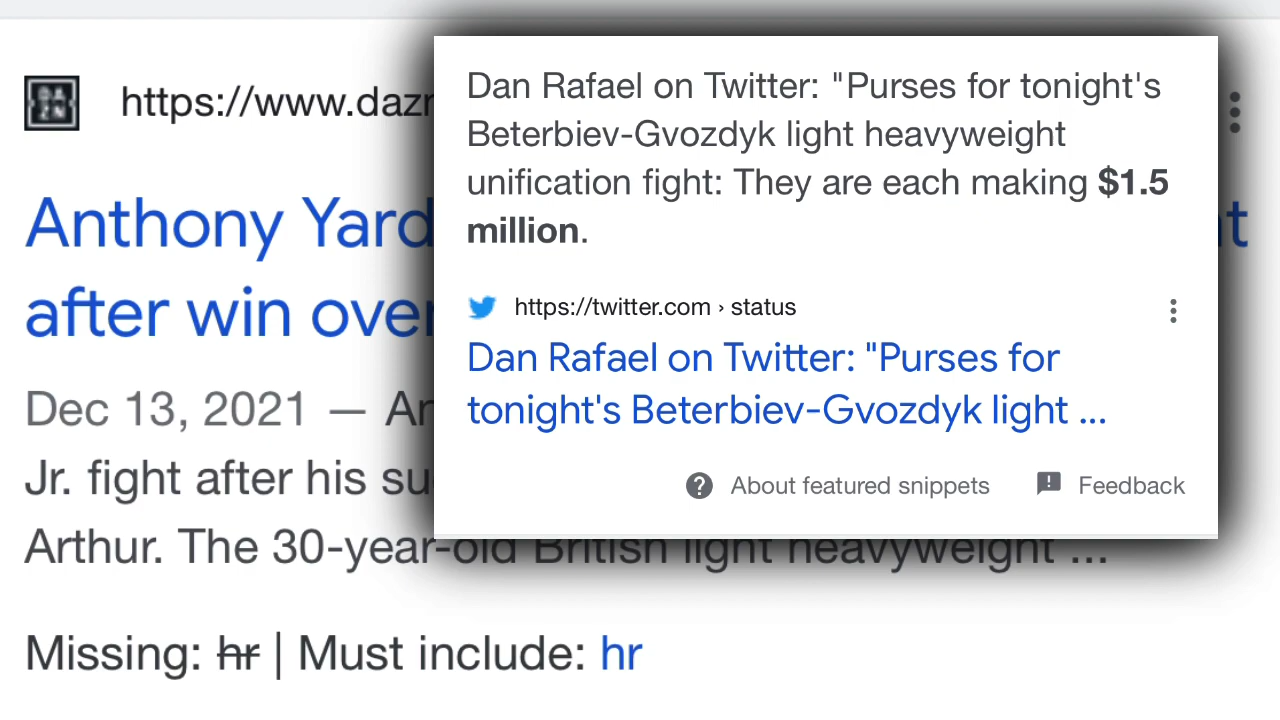 https://www.dazn
Anthony Yard
after win over
Dec 13, 2021 —
Jr. fight after his
Arthur. The 30-year-old British light heavyweight ...
Missing: hr | Must include: hr
Dan Rafael on Twitter: "Purses for tonight's
Beterbiev-Gvozdyk light heavyweight
unification fight: They are each making $1.5
million.
https://twitter.com › status
Dan Rafael on Twitter: "Purses for
tonight's Beterbiev-Gvozdyk light ...
About featured snippets
Feedback